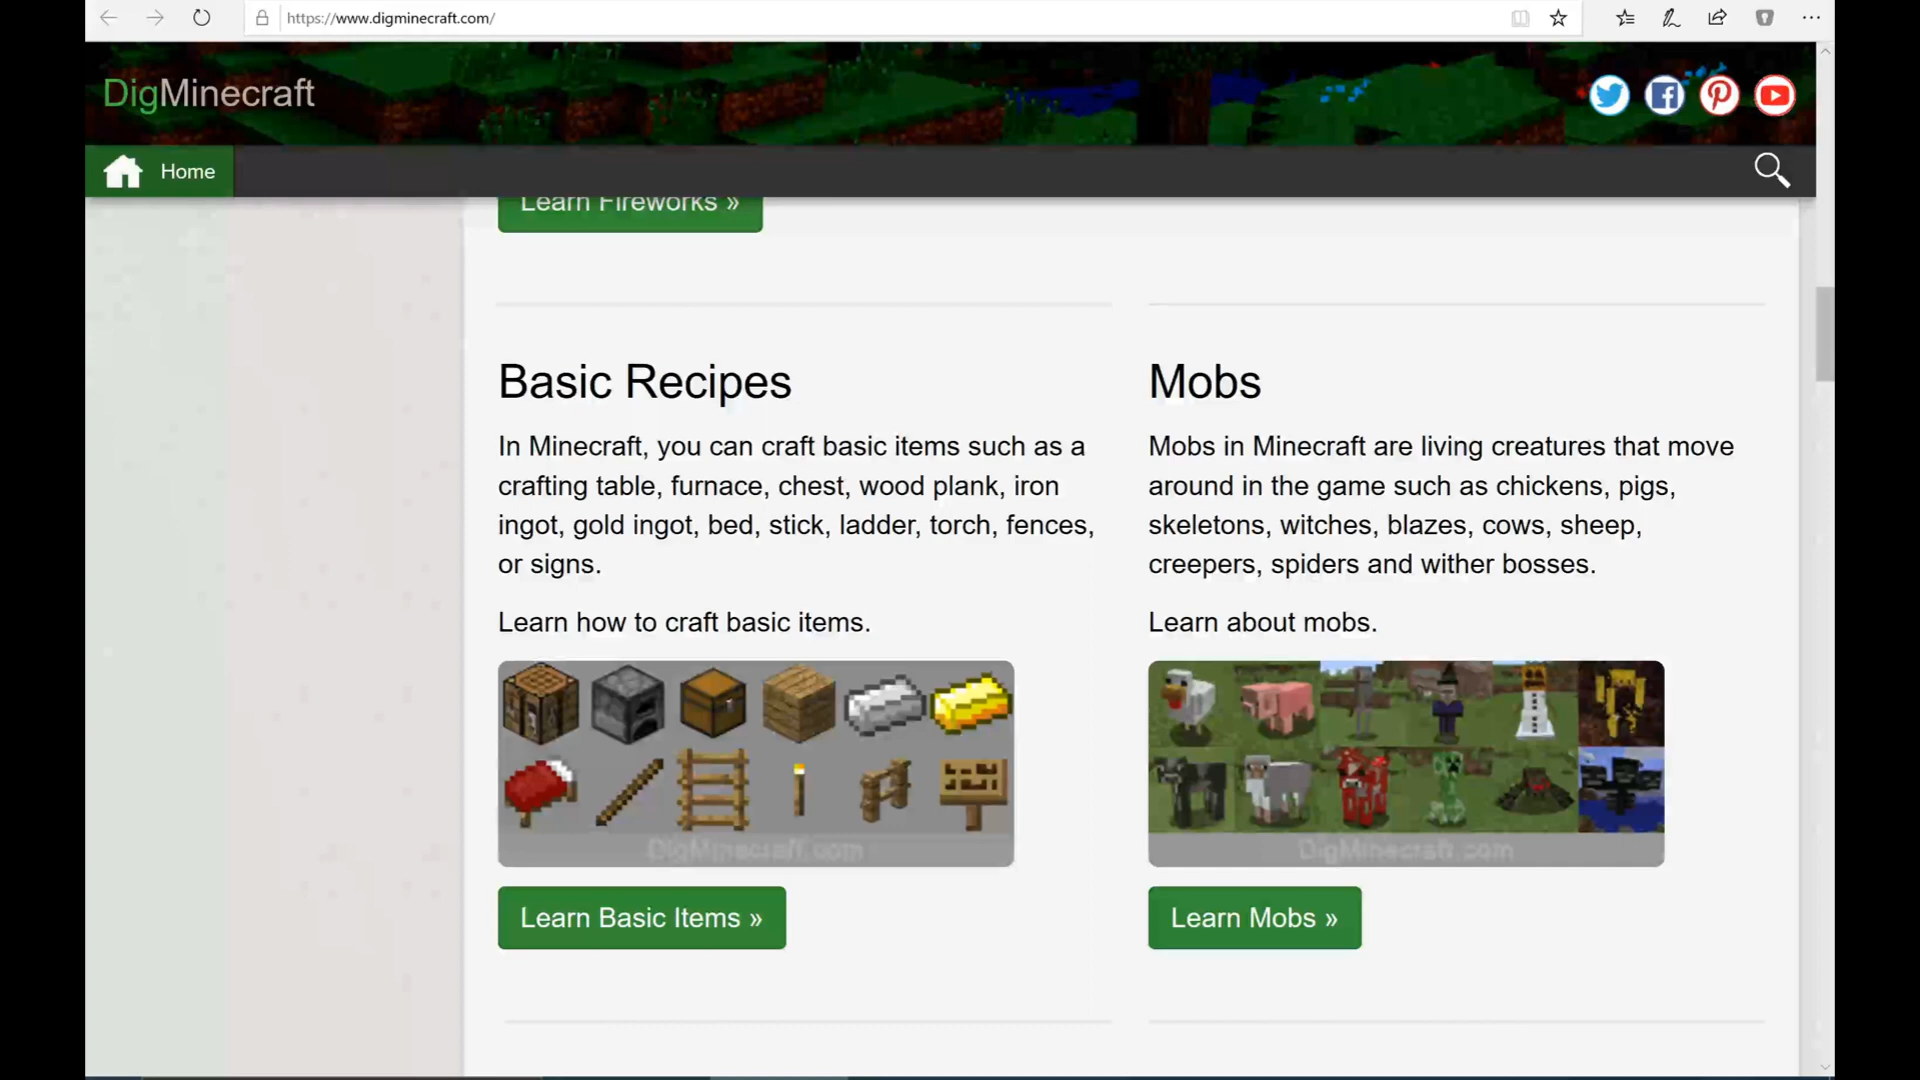 https://www.digminecraft.com/
DigMinecraft
Home
Learn Fireworks »
Basic Recipes
In Minecraft, you can craft basic items such as a
crafting table, furnace, chest, wood plank, iron
ingot, gold ingot, bed, stick, ladder, torch, fences,
or signs.
Learn how to craft basic items.
DigMinecraft.com
Learn Basic Items »
Mobs
Mobs in Minecraft are living creatures that move
around in the game such as chickens, pigs,
skeletons, witches, blazes, cows, sheep,
creepers, spiders and wither bosses.
Learn about mobs.
DigMinecraft.com
Learn Mobs »